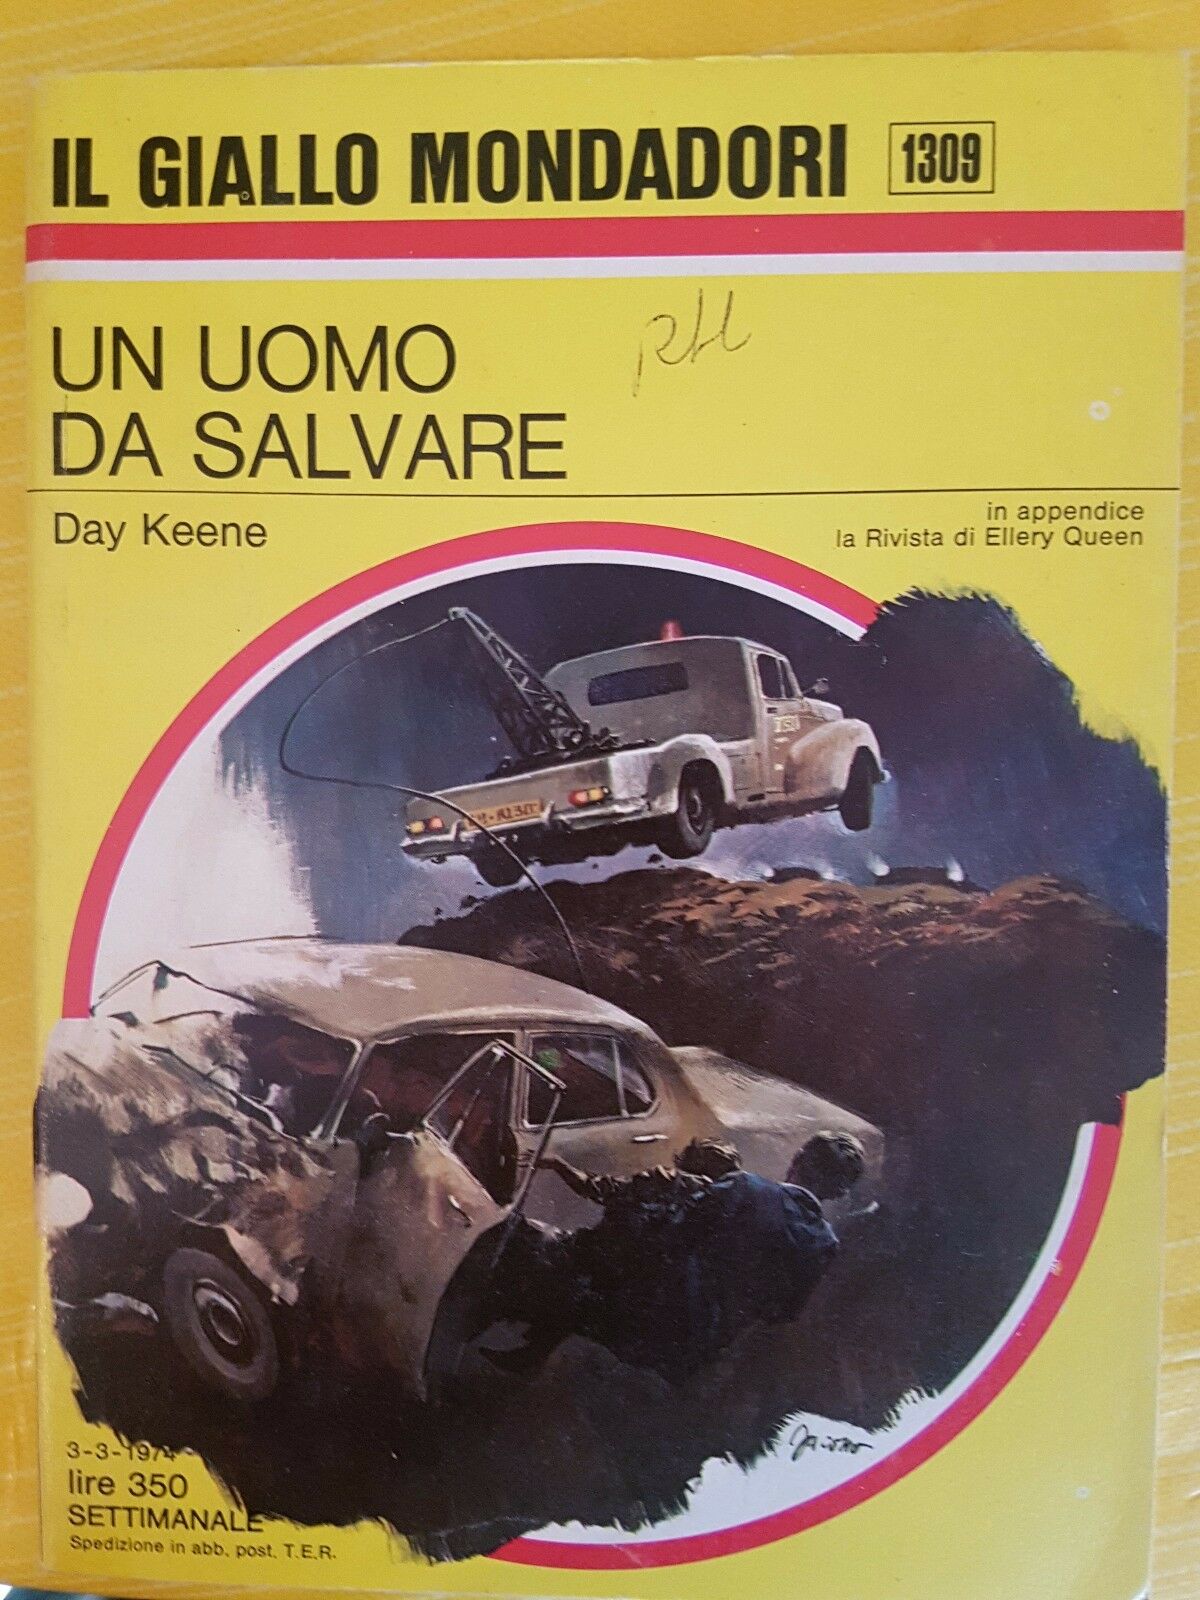 IL GIALLO MONDADORI 1309
UN UOMO
DA SALVARE
Day Keene
in appendice
la Rivista di Ellery Queen
Jacono
3-3-1974
lire 350
SETTIMANALE
Spedizione in abb. post. T.E.R.